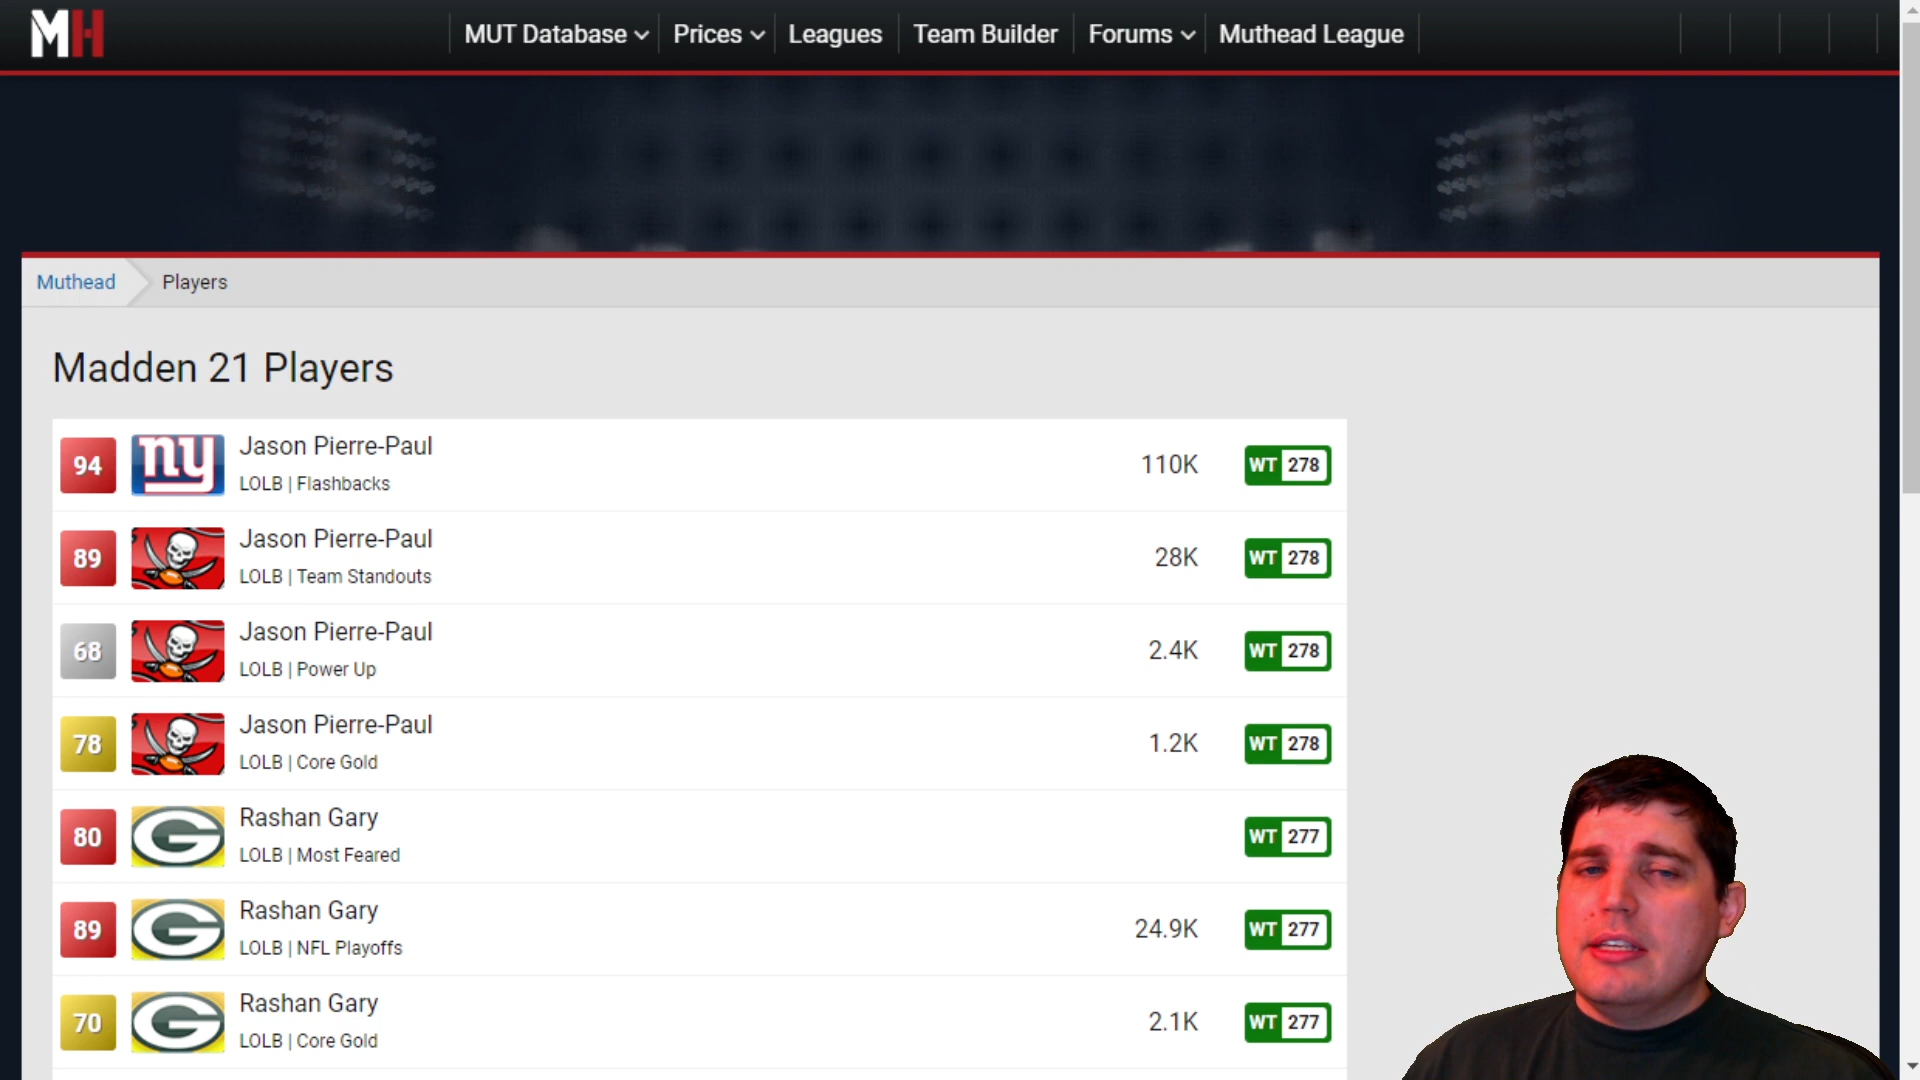 MH
MUT Database
Prices
Leagues
Team Builder
Forums
Muthead League
Muthead
Players
Madden 21 Players
94
ny
Jason Pierre-Paul
LOLB | Flashbacks
110K
WT 278
89
Jason Pierre-Paul
LOLB | Team Standouts
28K
WT 278
68
Jason Pierre-Paul
LOLB | Power Up
2.4K
WT 278
78
Jason Pierre-Paul
LOLB | Core Gold
1.2K
WT 278
80
G
Rashan Gary
LOLB | Most Feared
WT 277
89
G
Rashan Gary
LOLB | NFL Playoffs
24.9K
WT 277
70
G
Rashan Gary
LOLB | Core Gold
2.1K
WT 277